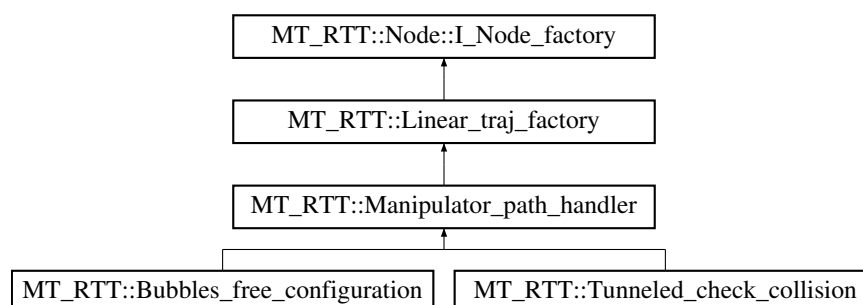 MT_RTT::Node::I_Node_factory
MT_RTT::Linear_traj_factory
MT_RTT::Manipulator_path_handler
MT_RTT::Bubbles_free_configuration
MT_RTT::Tunneled_check_collision